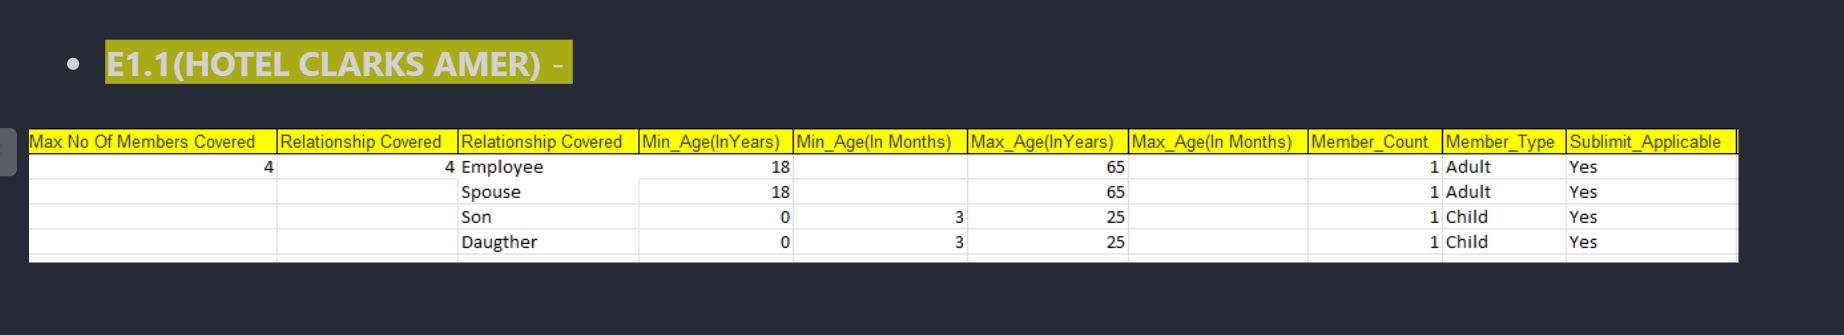 • E1.1(HOTEL CLARKS AMER) -
Max No Of Members Covered Relationship Covered Relationship Covered Min_Age(InYears) Min_Age(In Months) Max_Age(InYears) Max_Age(In Months) Member_Count Member_Type Sublimit_Applicable
4 4 Employee 18 65 1 Adult Yes
Spouse 18 65 1 Adult Yes
Son 0 3 25 1 Child Yes
Daugther 0 3 25 1 Child Yes